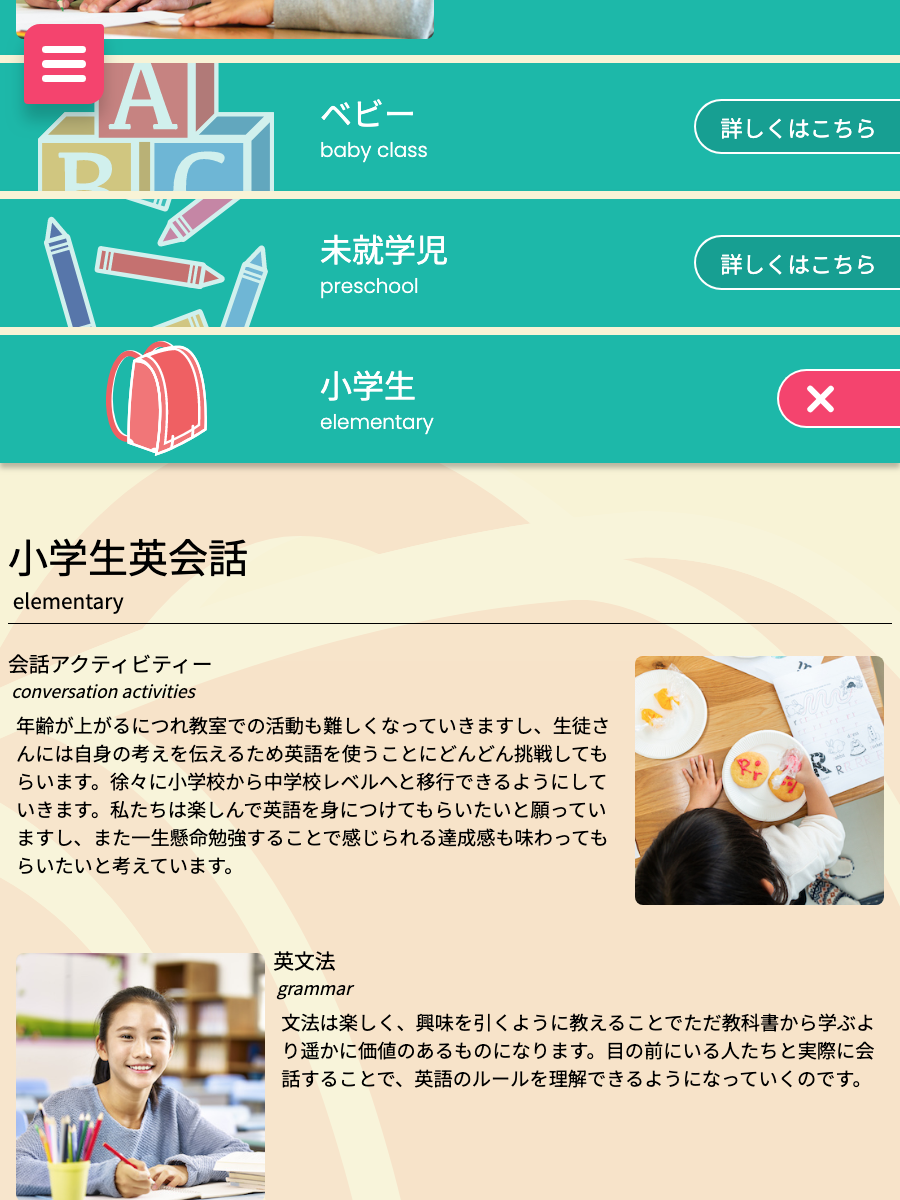 A
B C
ベビー
baby class
詳しくはこちら
未就学児
preschool
詳しくはこちら
小学生
elementary
小学生英会話
elementary
会話アクティビティー
conversation activities
年齢が上がるにつれ教室での活動も難しくなっていきますし、生徒さ
んには自身の考えを伝えるため英語を使うことにどんどん挑戦しても
らいます。徐々に小学校から中学校レベルへと移行できるようにして
いきます。私たちは楽しんで英語を身につけてもらいたいと願ってい
ますし、また一生懸命勉強することで感じられる達成感も味わっても
らいたいと考えています。
英文法
grammar
文法は楽しく、興味を引くように教えることでただ教科書から学ぶよ
り遥かに価値のあるものになります。目の前にいる人たちと実際に会
話することで、英語のルールを理解できるようになっていくのです。